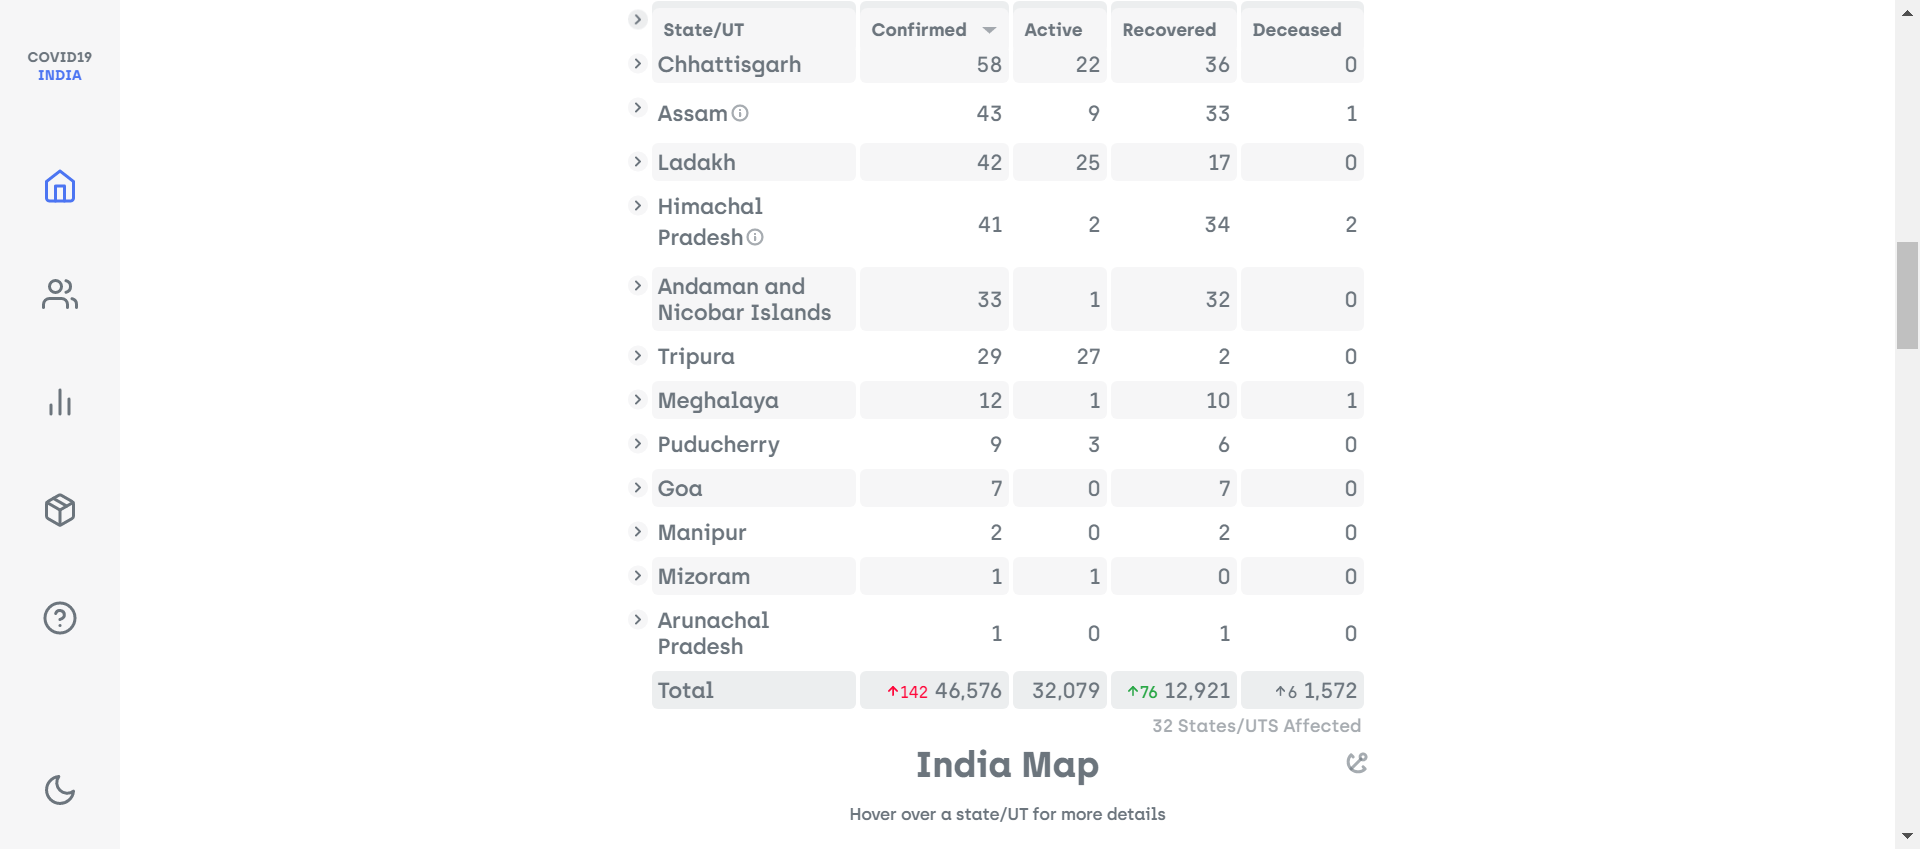 COVID19
INDIA
State/UT Confirmed Active Recovered Deceased
Chhattisgarh 58 22 36 0
Assam 43 9 33 1
Ladakh 42 25 17 0
Himachal
Pradesh 41 2 34 2
Andaman and
Nicobar Islands 33 1 32 0
Tripura 29 27 2 0
Meghalaya 12 1 10 1
Puducherry 9 3 6 0
Goa 7 0 7 0
Manipur 2 0 2 0
Mizoram 1 1 0 0
Arunachal
Pradesh 1 0 1 0
Total ↑142 46,576 32,079 ↑76 12,921 ↑6 1,572
32 States/UTS Affected
India Map
Hover over a state/UT for more details